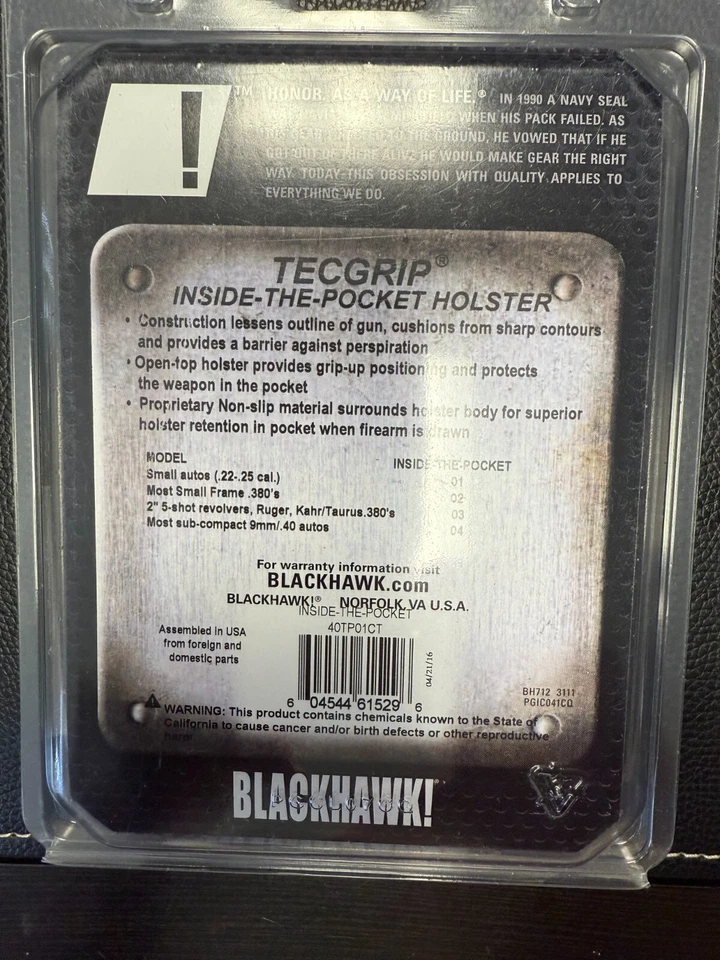 ! ™
HONOR. AS A WAY OF LIFE.® IN 1990 A NAVY SEAL
WHEN HIS PACK FAILED. AS
HIS GEAR TO THE GROUND, HE VOWED THAT IF HE
GOT OUT OF THERE ALIVE HE WOULD MAKE GEAR THE RIGHT
WAY. TODAY THIS OBSESSION WITH QUALITY APPLIES TO
EVERYTHING WE DO.
TECGRIP®
INSIDE-THE-POCKET HOLSTER
• Construction lessens outline of gun, cushions from sharp contours
and provides a barrier against perspiration
• Open-top holster provides grip-up positioning and protects
the weapon in the pocket
• Proprietary Non-slip material surrounds holster body for superior
holster retention in pocket when firearm is drawn
MODEL INSIDE-THE-POCKET
Small autos (.22-.25 cal.) 01
Most Small Frame .380's 02
2" 5-shot revolvers, Ruger, Kahr/Taurus.380's 03
Most sub-compact 9mm/.40 autos 04
For warranty information visit
BLACKHAWK.com
BLACKHAWK!® NORFOLK, VA U.S.A.
INSIDE-THE-POCKET
40TP01CT
Assembled in USA
from foreign and
domestic parts
04/21/16
6 04544 61529 6
BH712 3111
PGIC041CQ
WARNING: This product contains chemicals known to the State of
California to cause cancer and/or birth defects or other reproductive
harm.
BLACKHAWK!